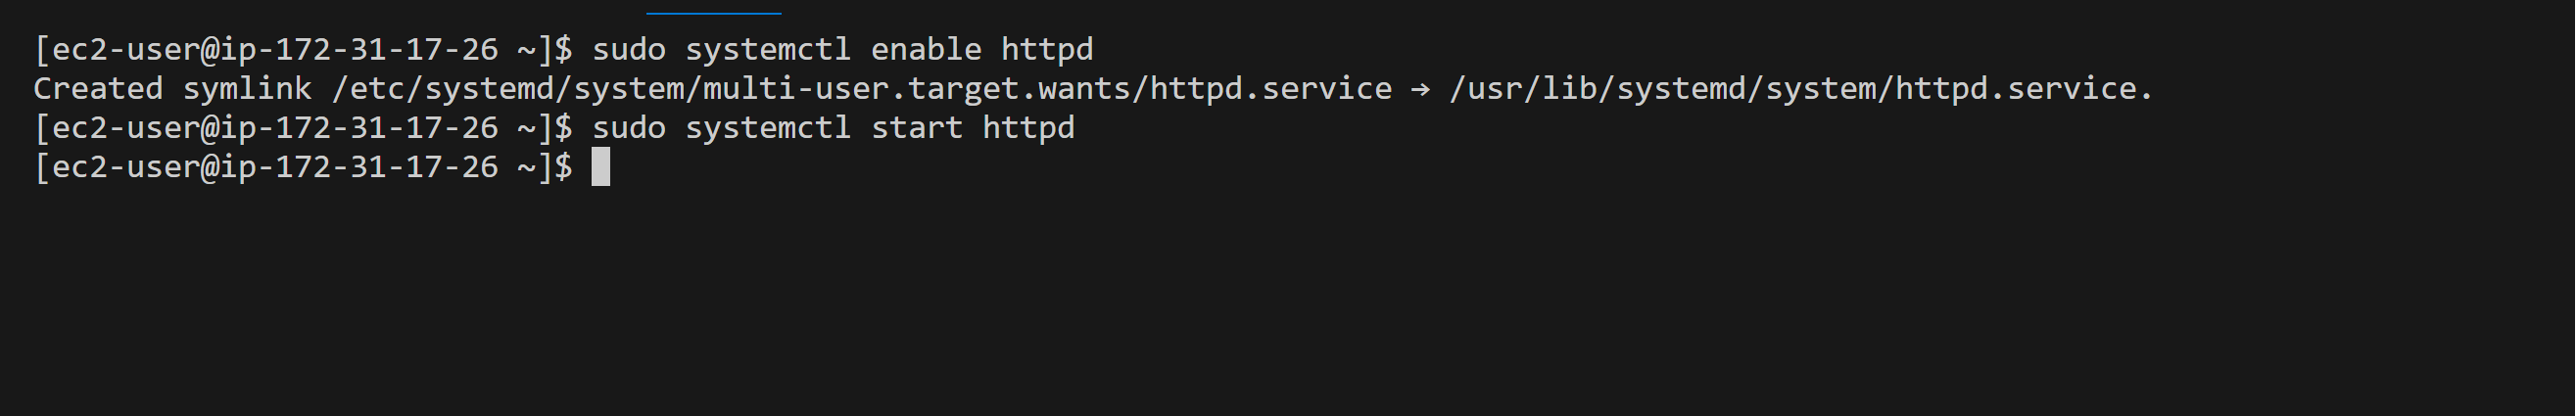 [ec2-user@ip-172-31-17-26 ~]$ sudo systemctl enable httpd
Created symlink /etc/systemd/system/multi-user.target.wants/httpd.service → /usr/lib/systemd/system/httpd.service.
[ec2-user@ip-172-31-17-26 ~]$ sudo systemctl start httpd
[ec2-user@ip-172-31-17-26 ~]$